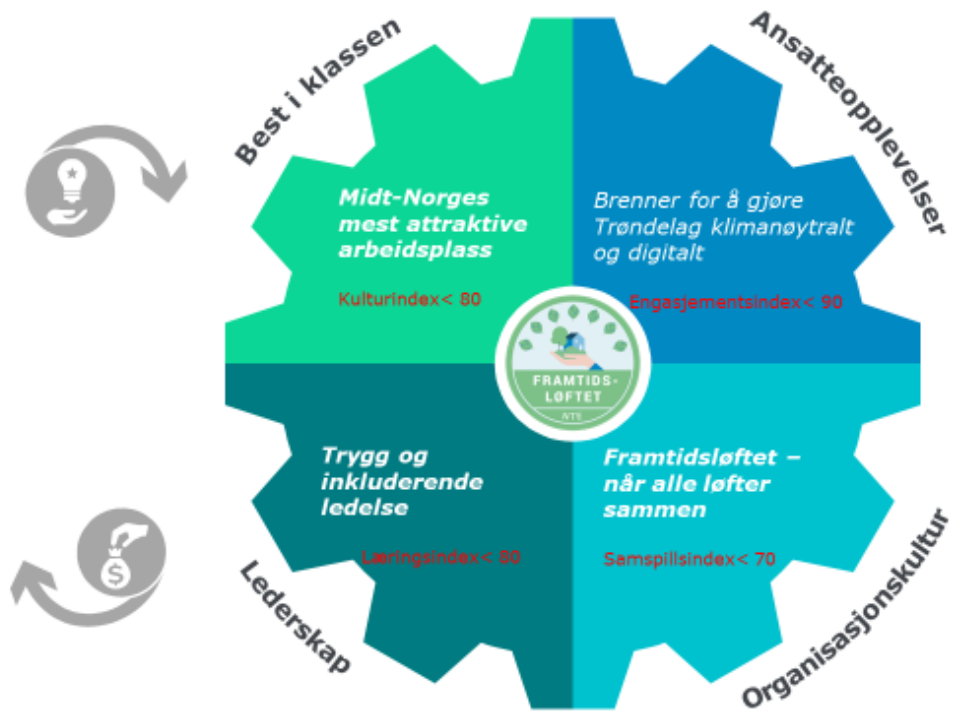 Best i klassen
Ansatteopplevelser
Midt-Norges
mest attraktive
arbeidsplass
Kulturindex< 80
Brenner for å gjøre
Trøndelag klimanøytralt
og digitalt
Engasjementsindex< 90
FRAMTIDS-
LØFTET
NTE
Trygg og
inkluderende
ledelse
Læringsindex< 80
Framtidsløftet –
når alle løfter
sammen
Samspillsindex< 70
$
Lederskap
Organisasjonskultur